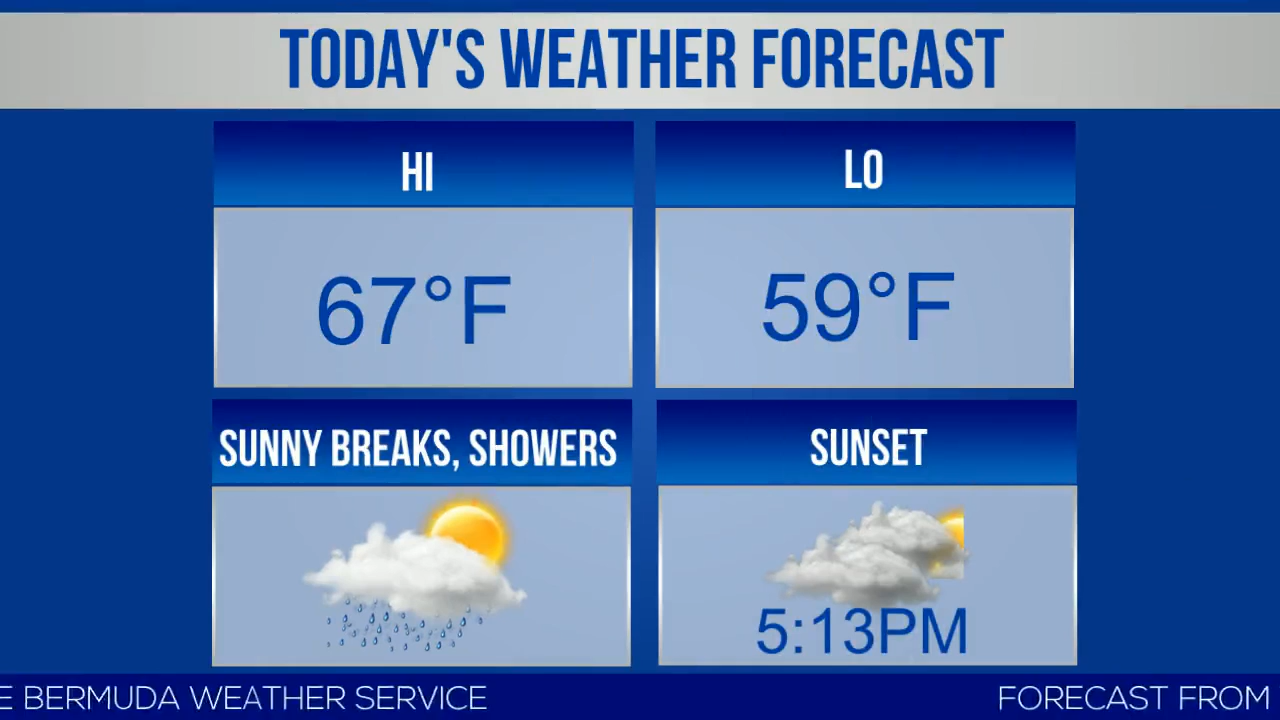 TODAY'S WEATHER FORECAST
HI
LO
67°F
59°F
SUNNY BREAKS, SHOWERS
SUNSET
5:13PM
E BERMUDA WEATHER SERVICE
FORECAST FROM